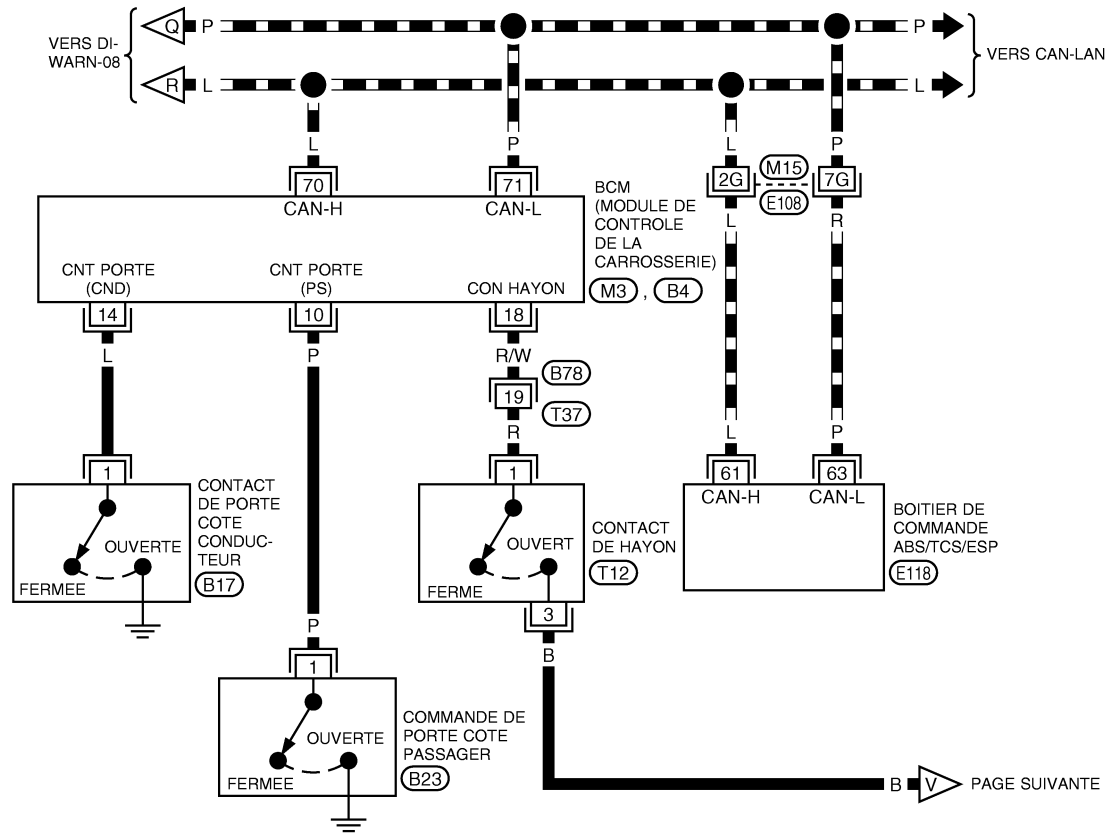 Q P P
VERS DI-
WARN-08
VERS CAN-LAN
R L L
L P L P
70 71 2G M15 7G
E108
CAN-H CAN-L
BCM
(MODULE DE
CONTROLE
DE LA
CARROSSERIE)
M3 , B4
L R
CNT PORTE
(CND)
CNT PORTE
(PS)
CON HAYON
14 10 18
L P R/W
B78
19
T37
R L P
1 1 61 63
CAN-H CAN-L
CONTACT
DE PORTE
COTE
CONDUC-
TEUR
B17
OUVERTE
FERMEE
CONTACT
DE HAYON
T12
OUVERT
FERME
BOITIER DE
COMMANDE
ABS/TCS/ESP
E118
3
P
B
1
COMMANDE DE
PORTE COTE
PASSAGER
B23
OUVERTE
FERMEE
B V PAGE SUIVANTE